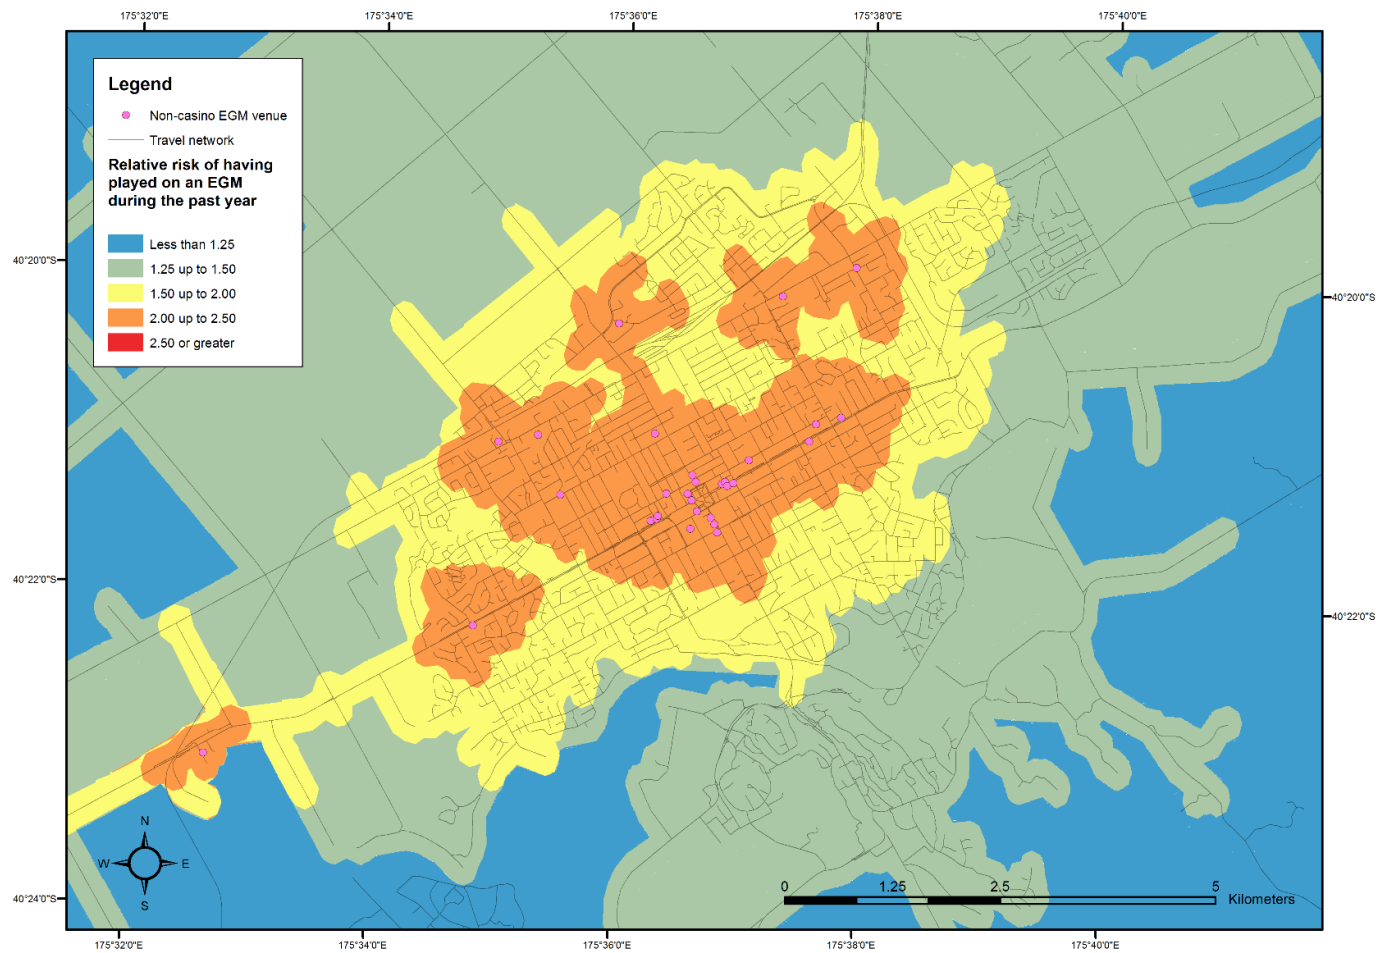 175°32'0"E
175°34'0"E
175°36'0"E
175°38'0"E
175°40'0"E
Legend
Non-casino EGM venue
Travel network
Relative risk of having
played on an EGM
during the past year
Less than 1.25
1.25 up to 1.50
1.50 up to 2.00
2.00 up to 2.50
2.50 or greater
40°20'0"S
40°20'0"S
40°22'0"S
40°22'0"S
N
W
E
S
0
1.25
2.5
5
Kilometers
40°24'0"S
175°32'0"E
175°34'0"E
175°36'0"E
175°38'0"E
175°40'0"E